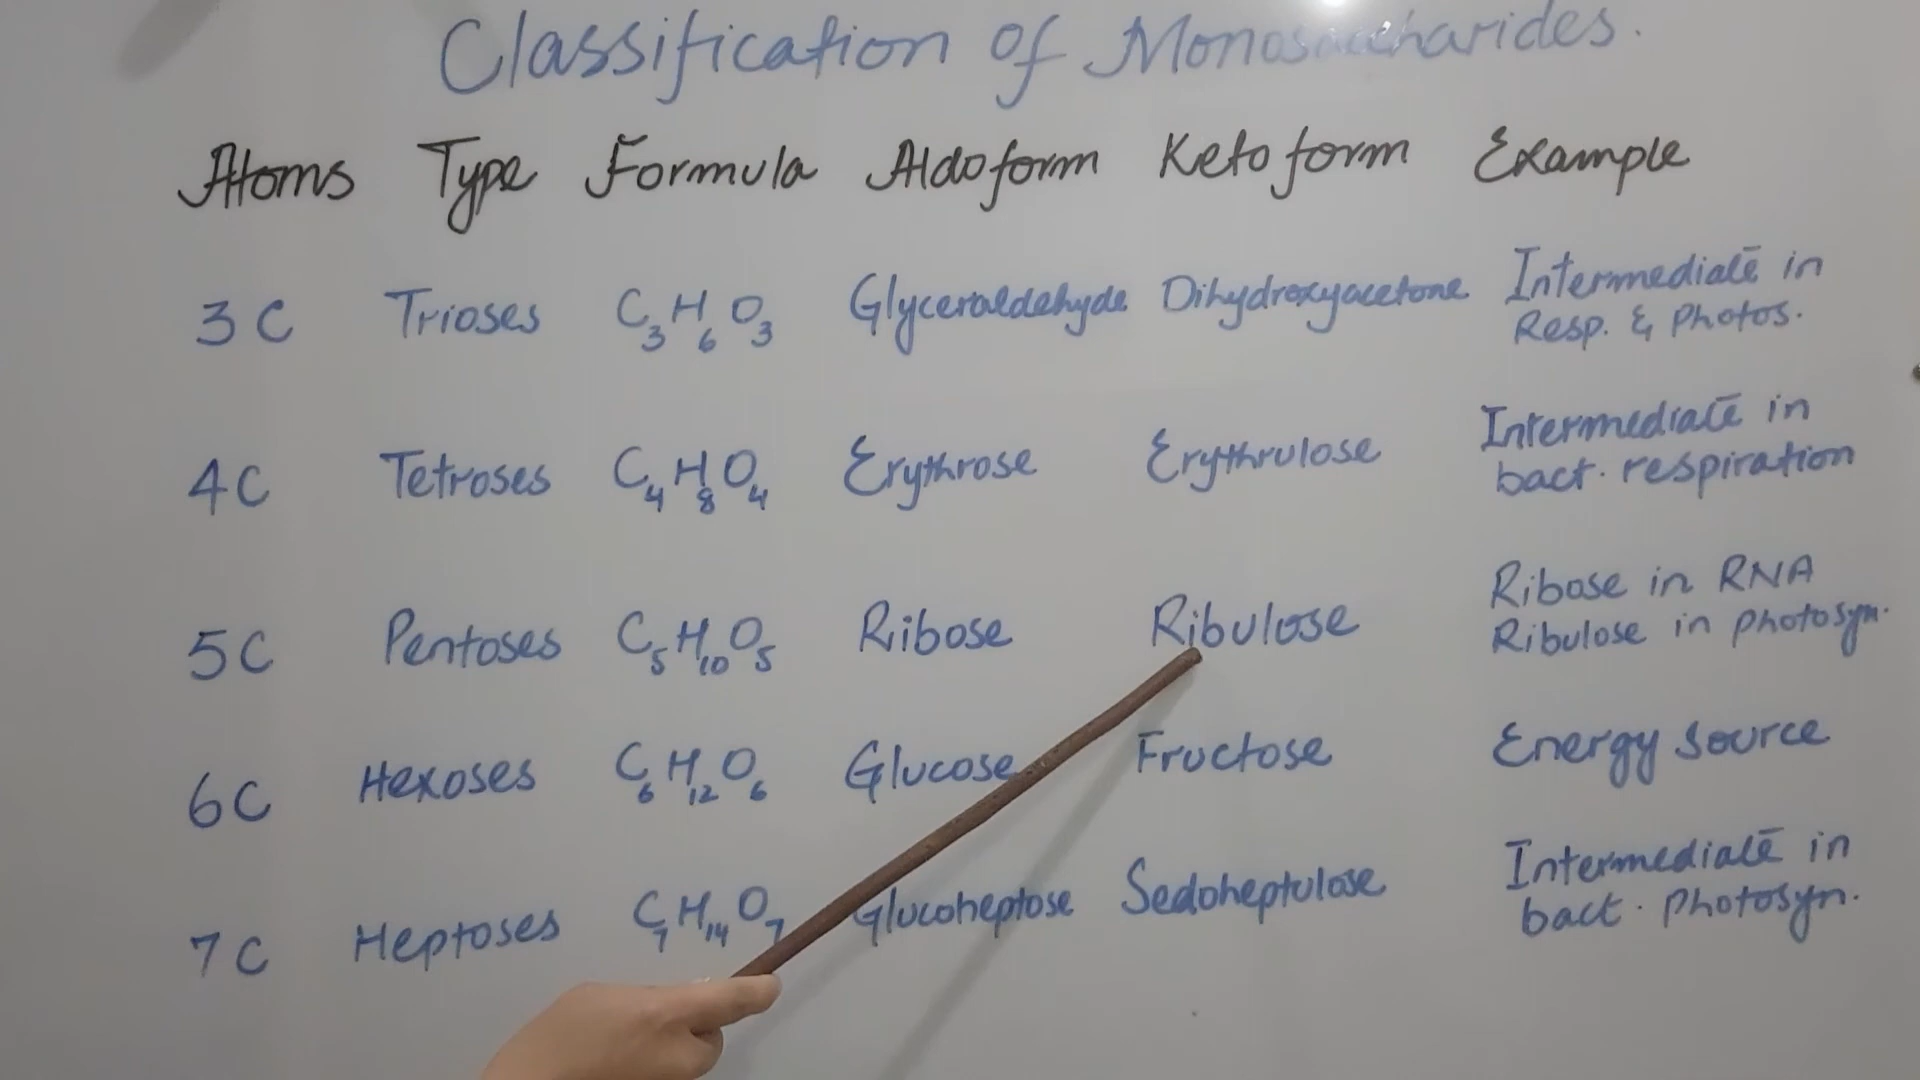 Classification of Monosaccharides.
Atoms Type Formula Aldoform Ketoform Example
3C Trioses C₃H₆O₃ Glyceraldehyde Dihydroxyacetone Intermediate in
Resp. & Photos.
4C Tetroses C₄H₈O₄ Erythrose Erythrulose Intermediate in
bact. respiration
5C Pentoses C₅H₁₀O₅ Ribose Ribulose Ribose in RNA
Ribulose in photosyn.
6C Hexoses C₆H₁₂O₆ Glucose Fructose Energy source
7C Heptoses C₇H₁₄O₇ Glucoheptose Sedoheptulose Intermediate in
bact. Photosyn.